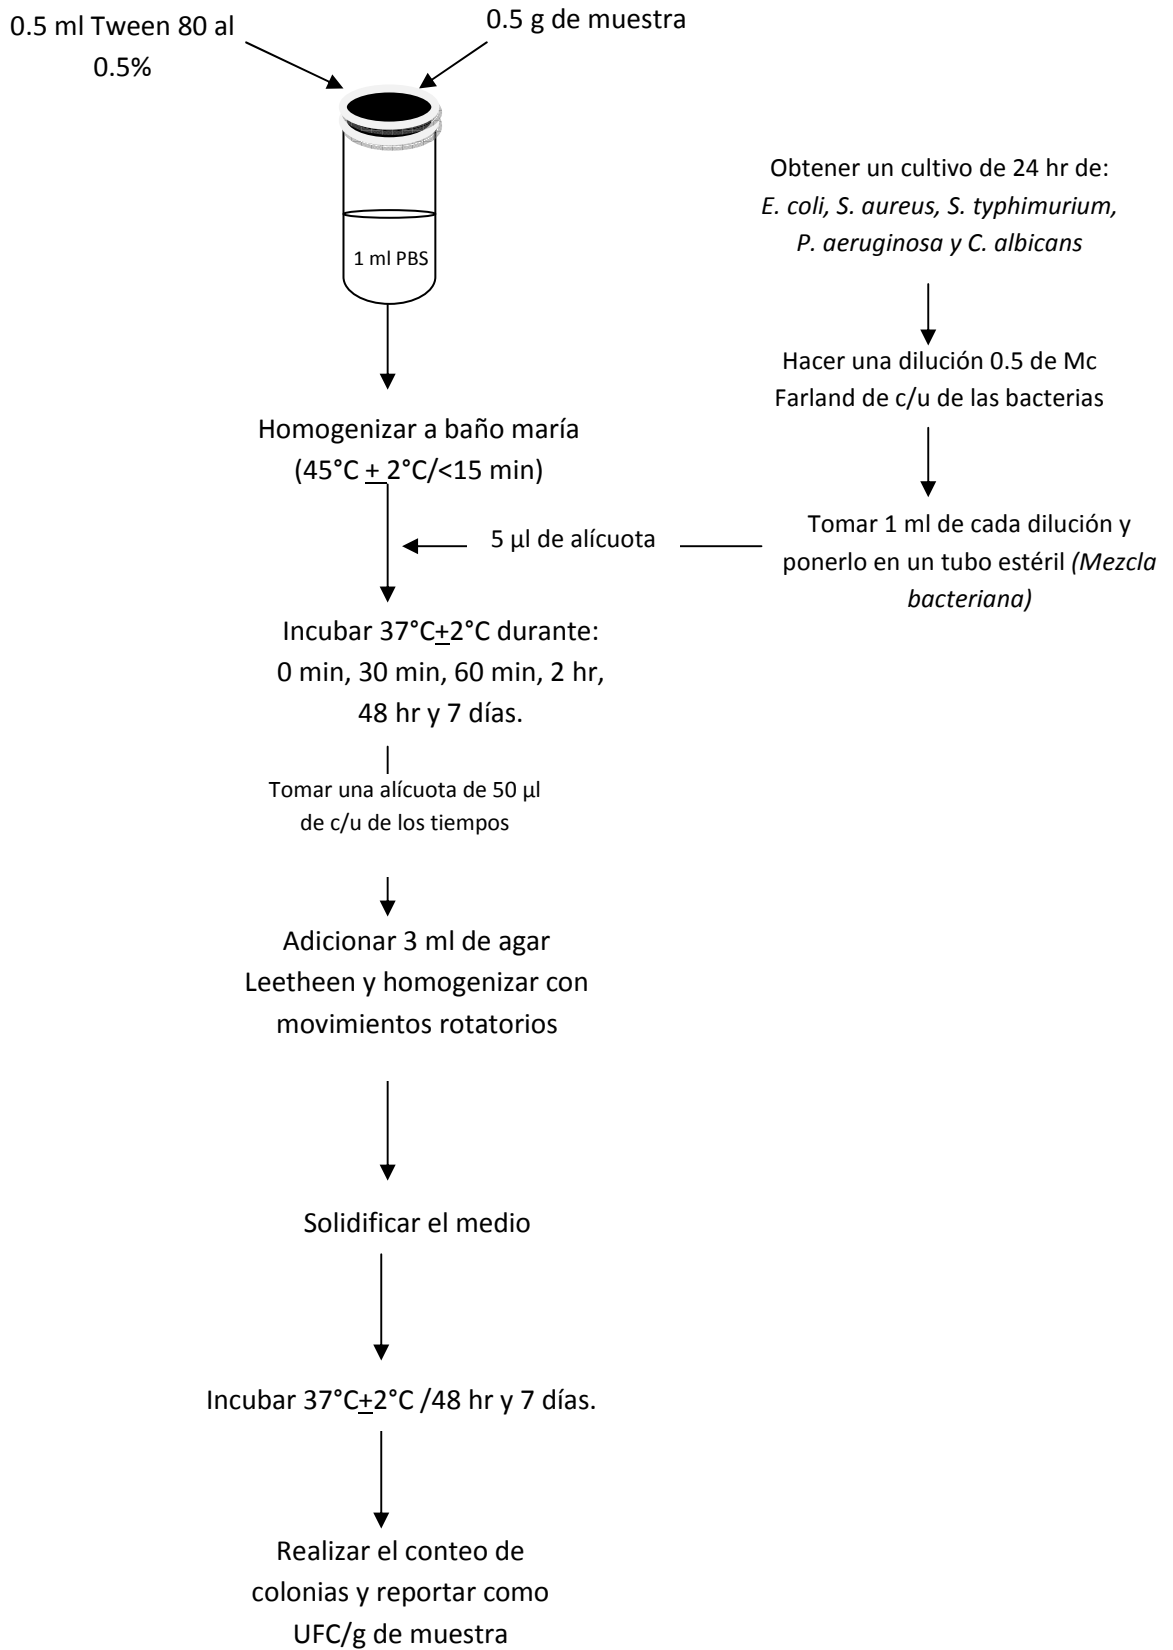 0.5 ml Tween 80 al
0.5%
0.5 g de muestra
1 ml PBS
Obtener un cultivo de 24 hr de:
E. coli, S. aureus, S. typhimurium,
P. aeruginosa y C. albicans
Hacer una dilución 0.5 de Mc
Farland de c/u de las bacterias
Homogenizar a baño maría
(45°C + 2°C/<15 min)
5 µl de alícuota
Tomar 1 ml de cada dilución y
ponerlo en un tubo estéril (Mezcla
bacteriana)
Incubar 37°C+2°C durante:
0 min, 30 min, 60 min, 2 hr,
48 hr y 7 días.
Tomar una alícuota de 50 µl
de c/u de los tiempos
Adicionar 3 ml de agar
Leetheen y homogenizar con
movimientos rotatorios
Solidificar el medio
Incubar 37°C+2°C /48 hr y 7 días.
Realizar el conteo de
colonias y reportar como
UFC/g de muestra